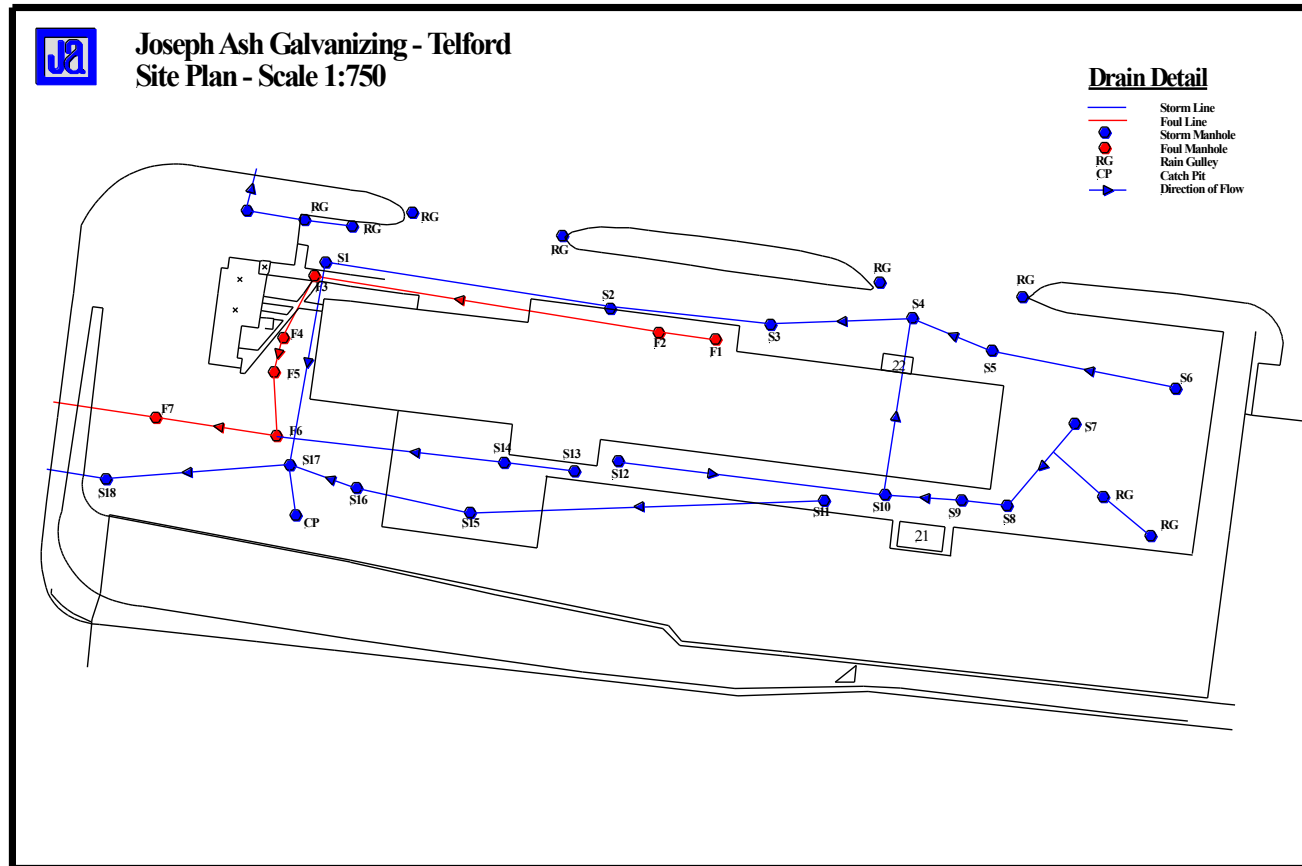 Ja
Joseph Ash Galvanizing - Telford
Site Plan - Scale 1:750
Drain Detail
Storm Line
Foul Line
Storm Manhole
Foul Manhole
RG Rain Gulley
CP Catch Pit
Direction of Flow
RG
RG
RG
RG
RG
RG
S1
F3
S2
S3
S4
F2
F1
F4
F5
22
S5
S6
F7
F6
S7
S14
S13
S12
S17
S18
S16
CP
S15
S11
S10
S9
S8
RG
RG
21